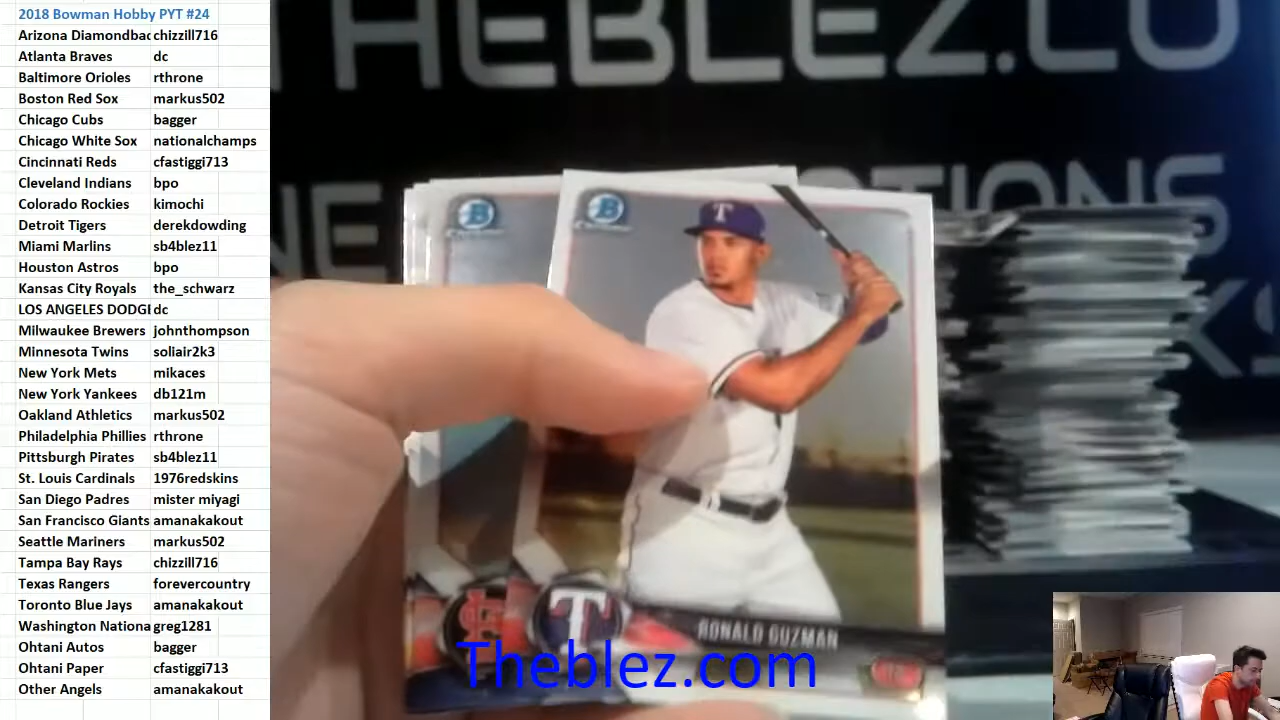 2018 Bowman Hobby PYT #24
Arizona Diamondbac chizzill716
Atlanta Braves dc
Baltimore Orioles rthrone
Boston Red Sox markus502
Chicago Cubs bagger
Chicago White Sox nationalchamps
Cincinnati Reds cfastiggi713
Cleveland Indians bpo
Colorado Rockies kimochi
Detroit Tigers derekdowding
Miami Marlins sb4blez11
Houston Astros bpo
Kansas City Royals the_schwarz
LOS ANGELES DODGE dc
Milwaukee Brewers johnthompson
Minnesota Twins soliair2k3
New York Mets mikaces
New York Yankees db121m
Oakland Athletics markus502
Philadelphia Phillies rthrone
Pittsburgh Pirates sb4blez11
St. Louis Cardinals 1976redskins
San Diego Padres mister miyagi
San Francisco Giants amanakakout
Seattle Mariners markus502
Tampa Bay Rays chizzill716
Texas Rangers forevercountry
Toronto Blue Jays amanakakout
Washington Nationa greg1281
Ohtani Autos bagger
Ohtani Paper cfastiggi713
Other Angels amanakakout
THEBLEZ.CO
B B
T
T
RONALD GUZMAN
Theblez.com